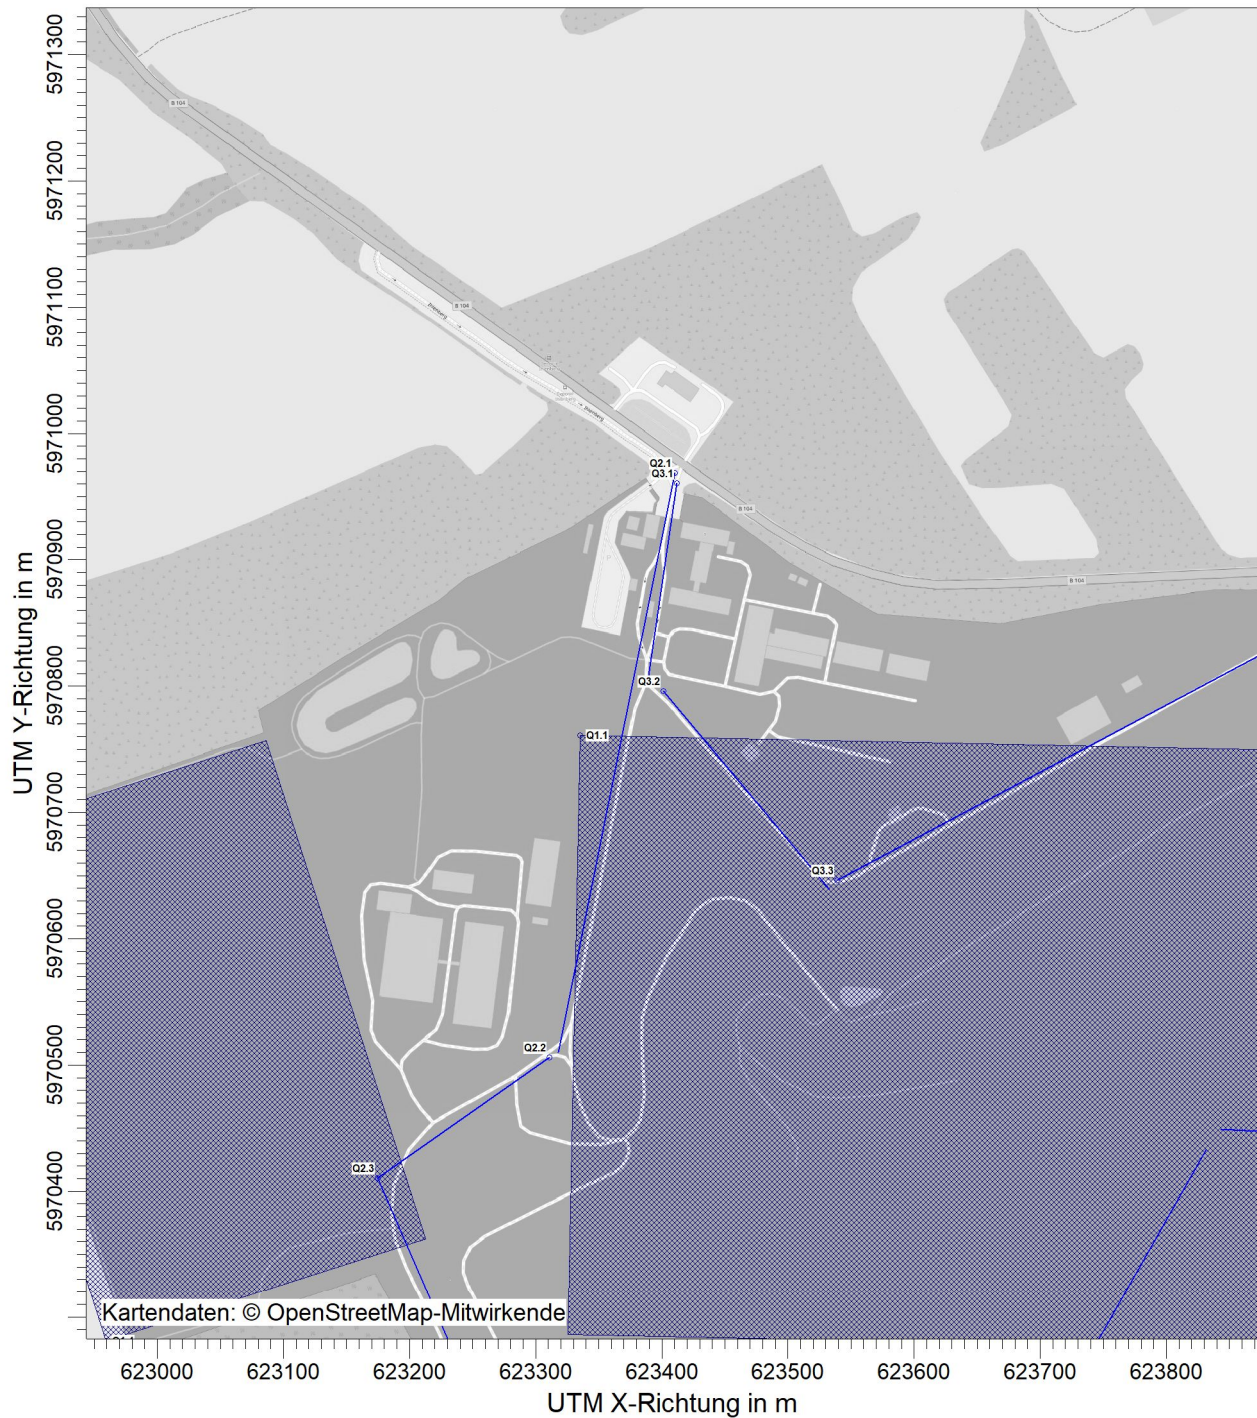 5971300
5971200
5971100
5971000
5970900
5970800
5970700
5970600
5970500
5970400
UTM Y-Richtung in m
B 104
B 104
Ihlenberg
Ihlenberg
Q2.1
Q3.1
B 104
B 104
Q3.2
Q1.1
Q3.3
Q2.2
Q2.3
Kartendaten: © OpenStreetMap-Mitwirkende
623000
623100
623200
623300
623400
623500
623600
623700
623800
UTM X-Richtung in m